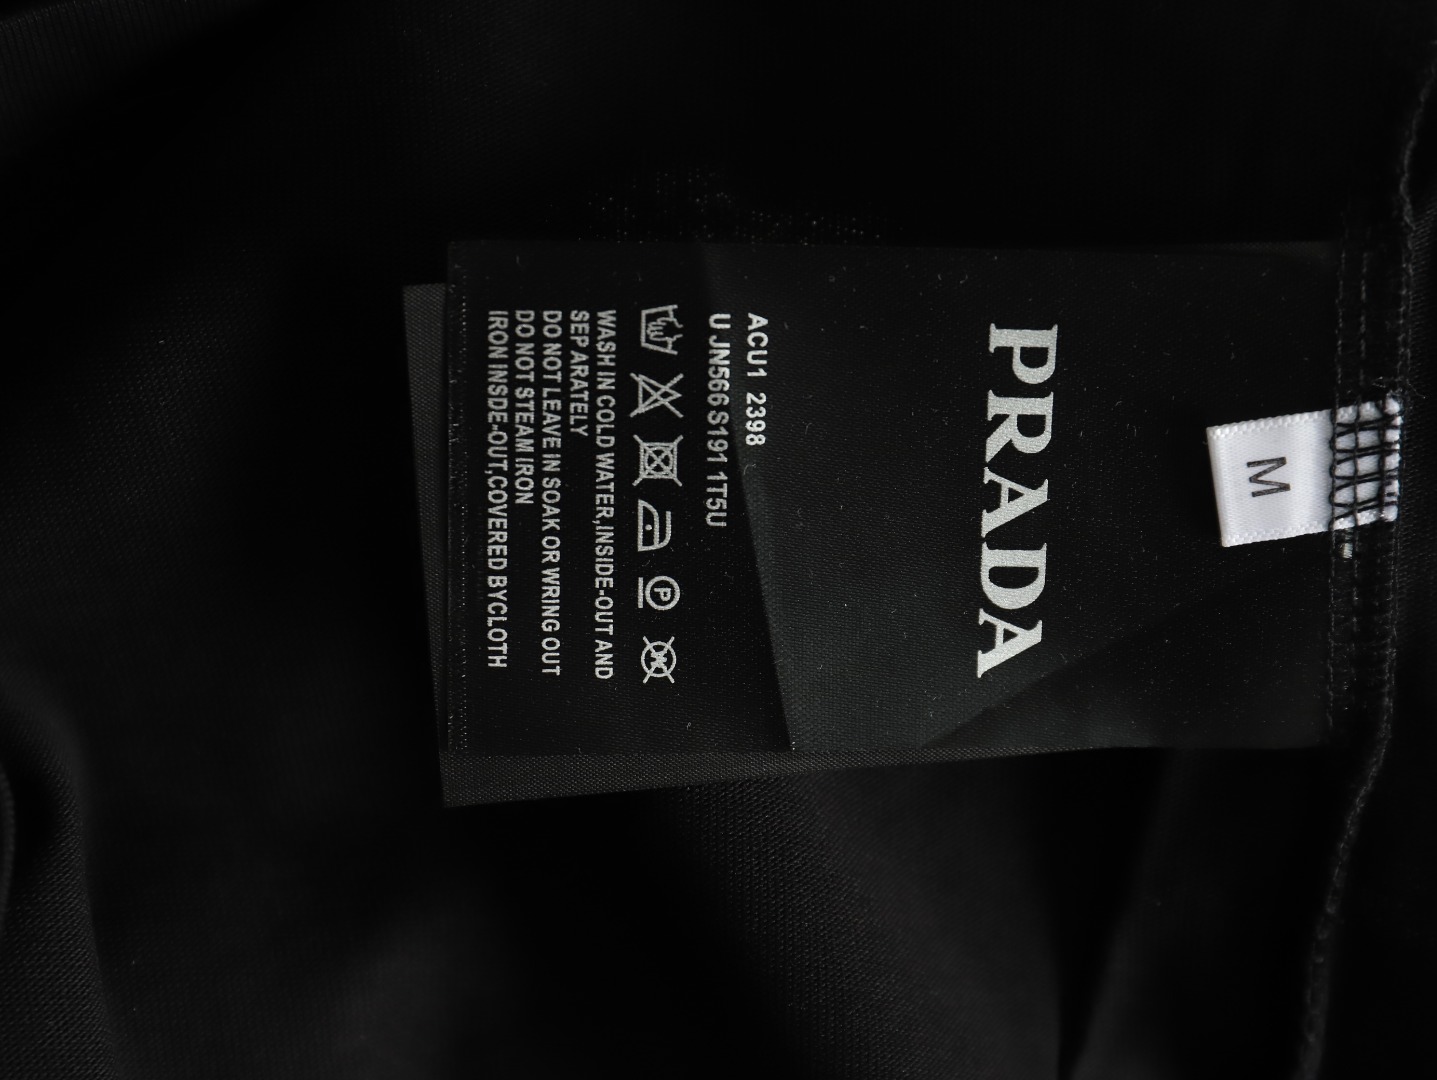 M
PRADA
ACU1 2398
U JN566 S191 1T5U
P
WASH IN COLD WATER,INSIDE-OUT AND
SEP ARATELY
DO NOT LEAVE IN SOAK OR WRING OUT
DO NOT STEAM IRON
IRON INSDE-OUT,COVERED BYCLOTH